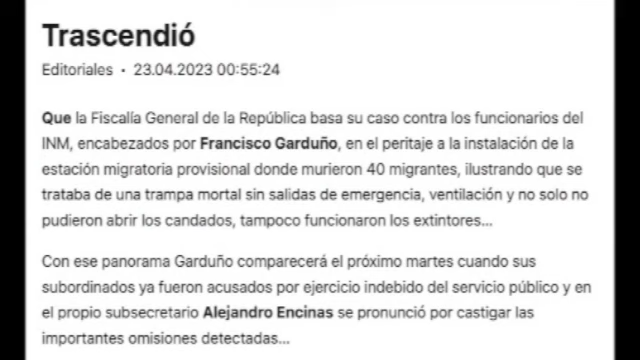 Trascendió
Editoriales • 23.04.2023 00:55:24
Que la Fiscalía General de la República basa su caso contra los funcionarios del
INM, encabezados por Francisco Garduño, en el peritaje a la instalación de la
estación migratoria provisional donde murieron 40 migrantes, ilustrando que se
trataba de una trampa mortal sin salidas de emergencia, ventilación y no solo no
pudieron abrir los candados, tampoco funcionaron los extintores...
Con ese panorama Garduño comparecerá el próximo martes cuando sus
subordinados ya fueron acusados por ejercicio indebido del servicio público y en
el propio subsecretario Alejandro Encinas se pronunció por castigar las
importantes omisiones detectadas...